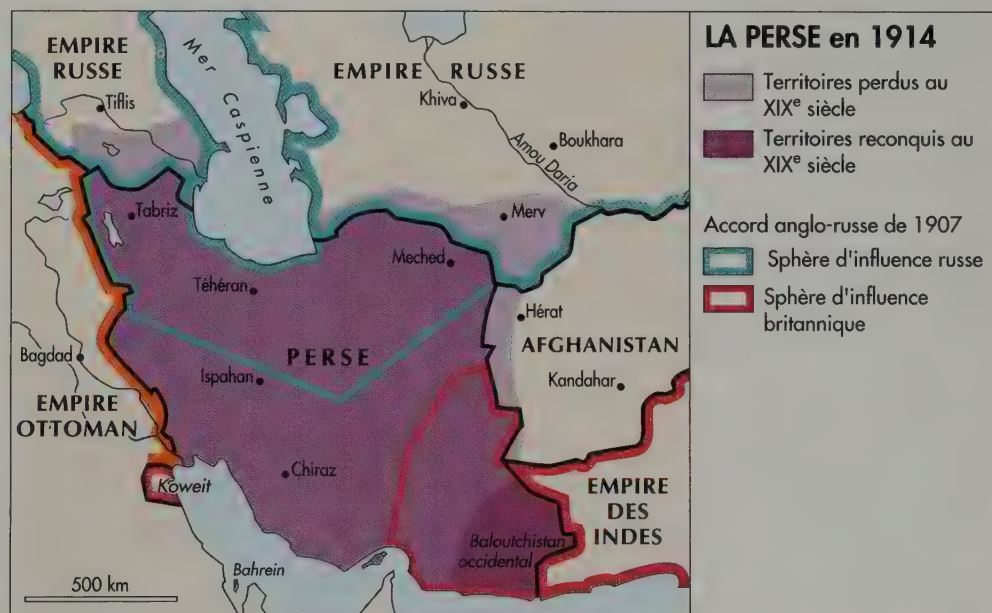 EMPIRE
RUSSE
Tiflis
Mer Caspienne
EMPIRE RUSSE
Khiva
Boukhara
Amou Daria
Tabriz
Merv
Meched
Téhéran
Hérat
PERSE
AFGHANISTAN
Bagdad
Ispahan
Kandahar
EMPIRE
OTTOMAN
Koweit
Chiraz
EMPIRE
DES
INDES
Baloutchistan
occidental
Bahrein
500 km
LA PERSE en 1914
Territoires perdus au
XIXe siècle
Territoires reconquis au
XIXe siècle
Accord anglo-russe de 1907
Sphère d'influence russe
Sphère d'influence
britannique